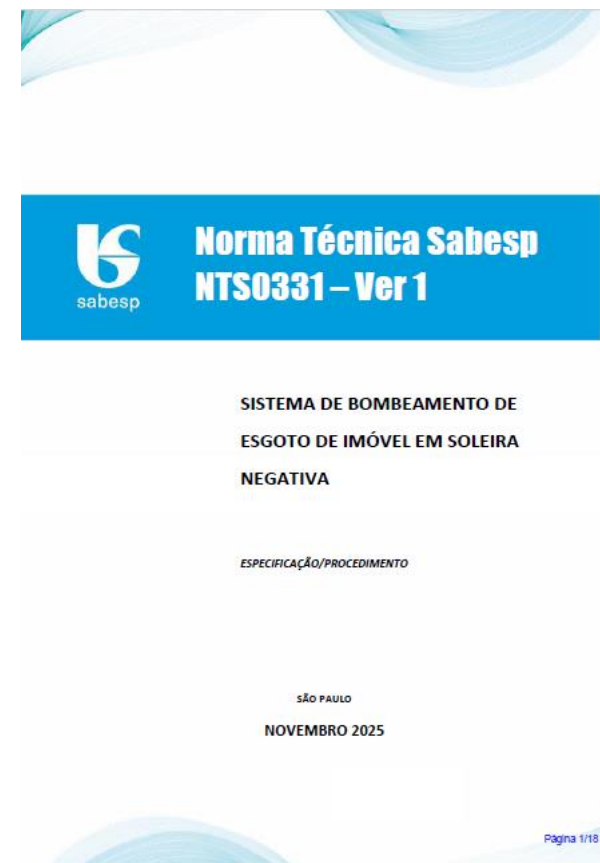 Norma Técnica Sabesp
NTS0331 – Ver 1
sabesp
SISTEMA DE BOMBEAMENTO DE
ESGOTO DE IMÓVEL EM SOLEIRA
NEGATIVA
ESPECIFICAÇÃO/PROCEDIMENTO
SÃO PAULO
NOVEMBRO 2025
Página 1/18